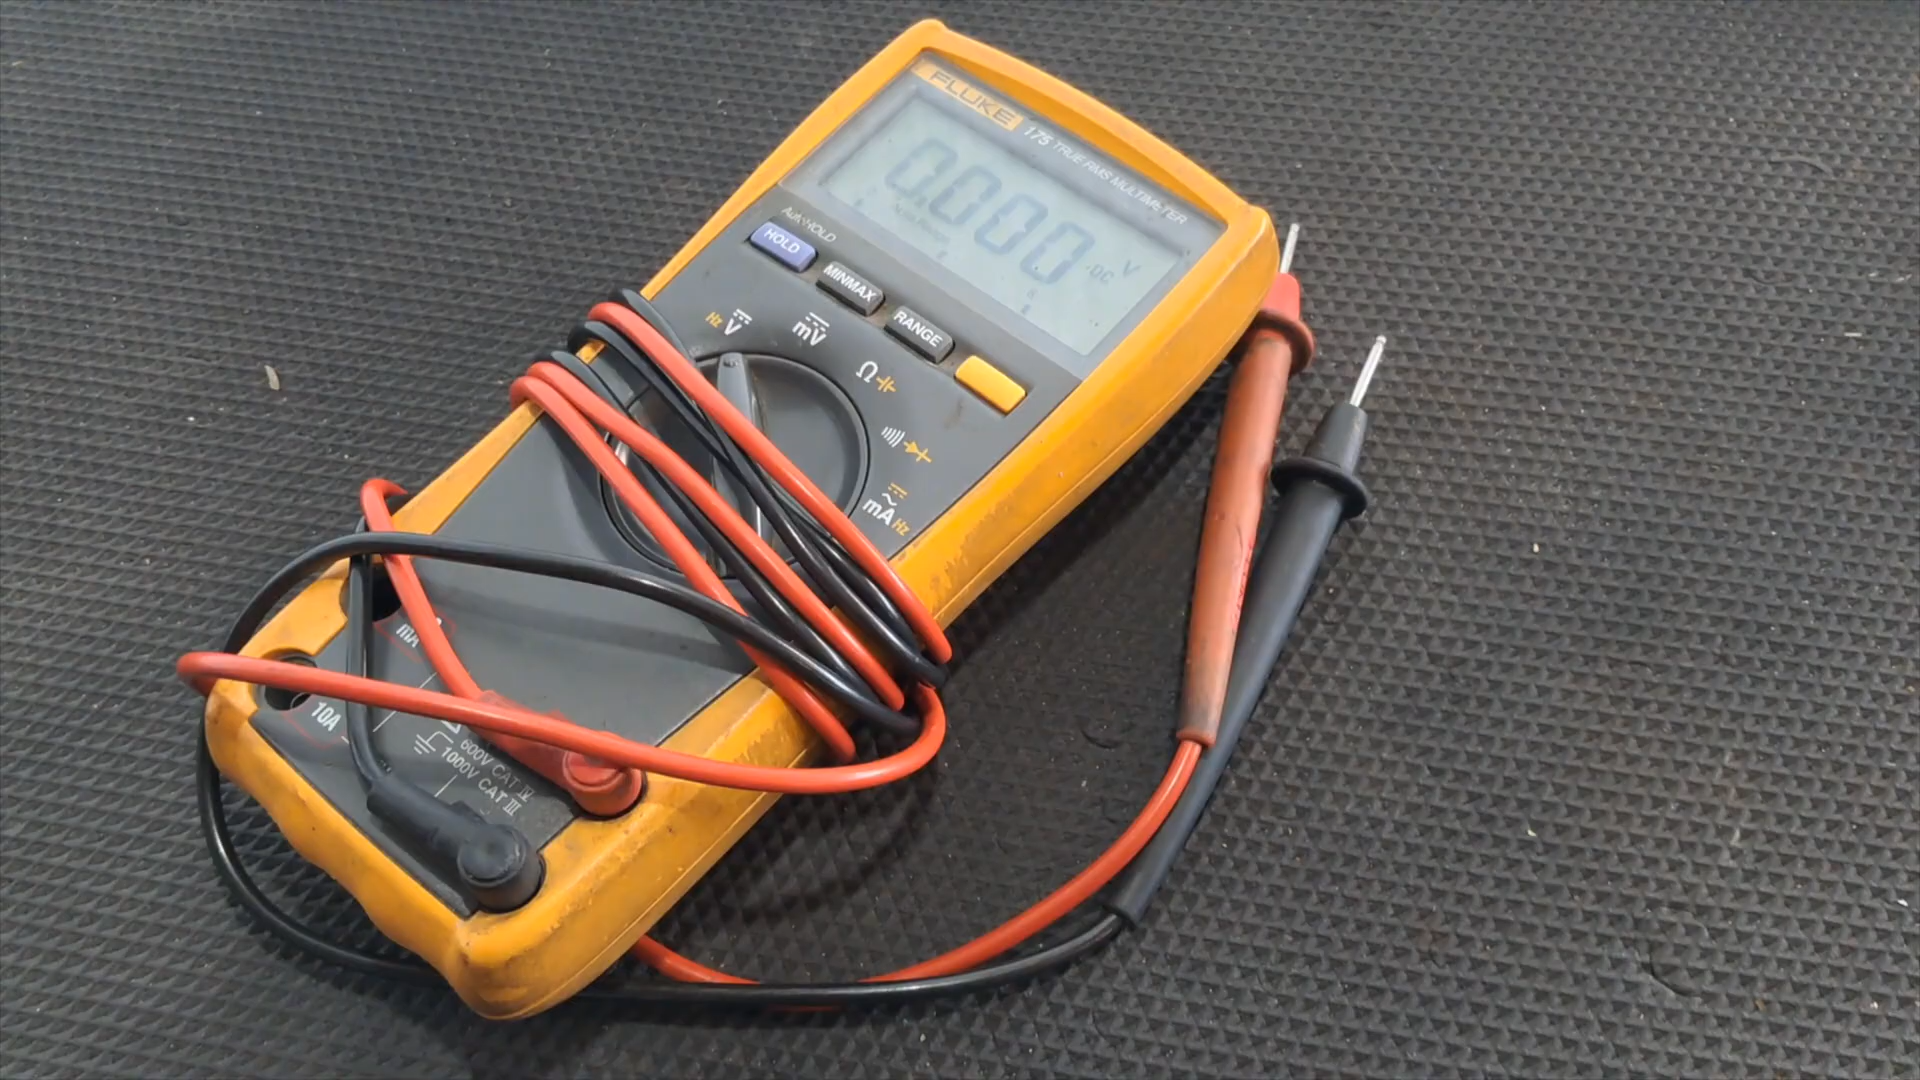 FLUKE 175 TRUE RMS MULTIMETER
0.000 DC V
AutoHOLD
HOLD
MINMAX
RANGE
Hz V
mV
Ω
mA Hz
mA
10A
600V CAT IV
1000V CAT III